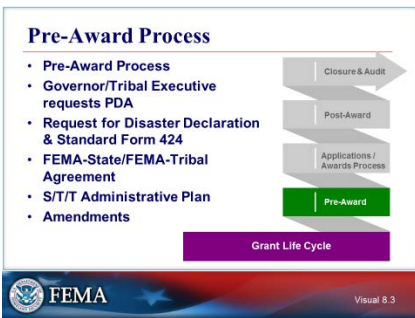 Pre-Award Process
• Pre-Award Process
• Governor/Tribal Executive
requests PDA
• Request for Disaster Declaration
& Standard Form 424
• FEMA-State/FEMA-Tribal
Agreement
• S/T/T Administrative Plan
• Amendments
Closure & Audit
Post-Award
Applications /
Awards Process
Pre-Award
Grant Life Cycle
FEMA
Visual 8.3